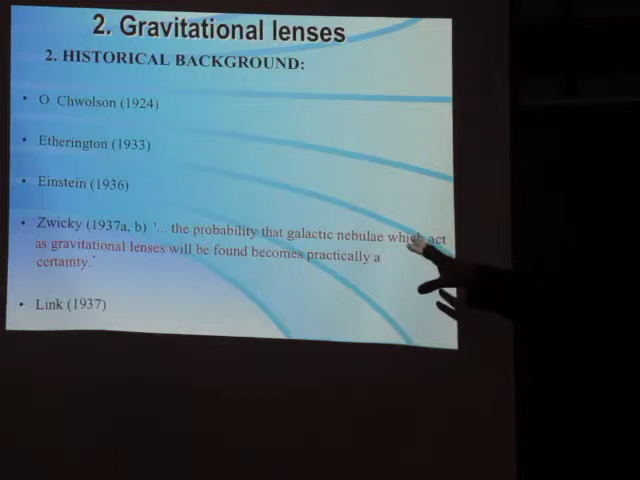 2. Gravitational lenses
2. HISTORICAL BACKGROUND:
• O. Chwolson (1924)
• Etherington (1933)
• Einstein (1936)
• Zwicky (1937a, b) '... the probability that galactic nebulae which act
as gravitational lenses will be found becomes practically a
certainty.'
• Link (1937)